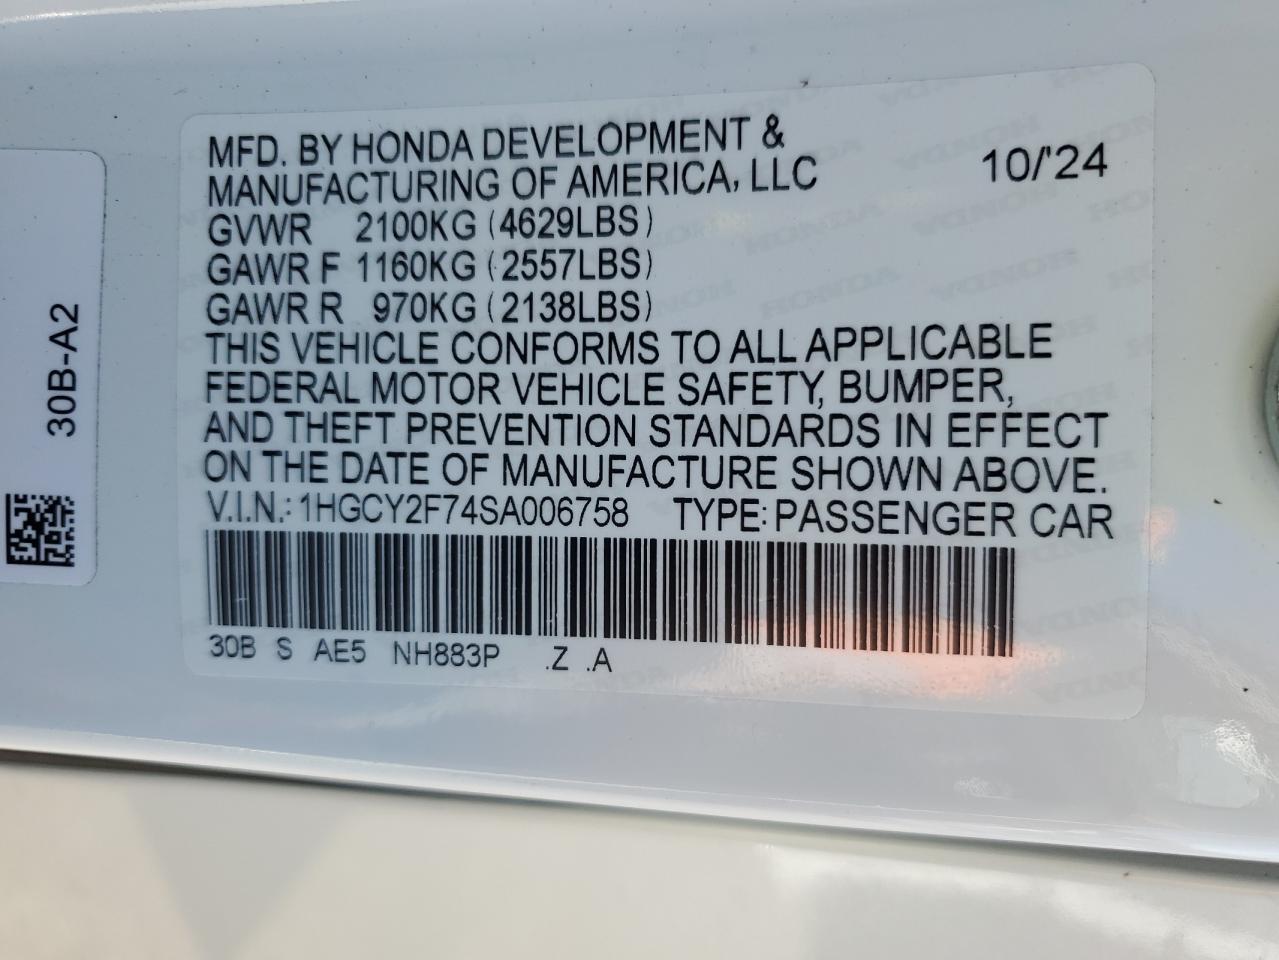 MFD. BY HONDA DEVELOPMENT &
MANUFACTURING OF AMERICA, LLC 10/'24
GVWR 2100KG (4629LBS)
GAWR F 1160KG (2557LBS)
GAWR R 970KG (2138LBS)
THIS VEHICLE CONFORMS TO ALL APPLICABLE
FEDERAL MOTOR VEHICLE SAFETY, BUMPER,
AND THEFT PREVENTION STANDARDS IN EFFECT
ON THE DATE OF MANUFACTURE SHOWN ABOVE.
V.I.N.: 1HGCY2F74SA006758 TYPE: PASSENGER CAR
30B S AE5 NH883P .Z .A
30B-A2